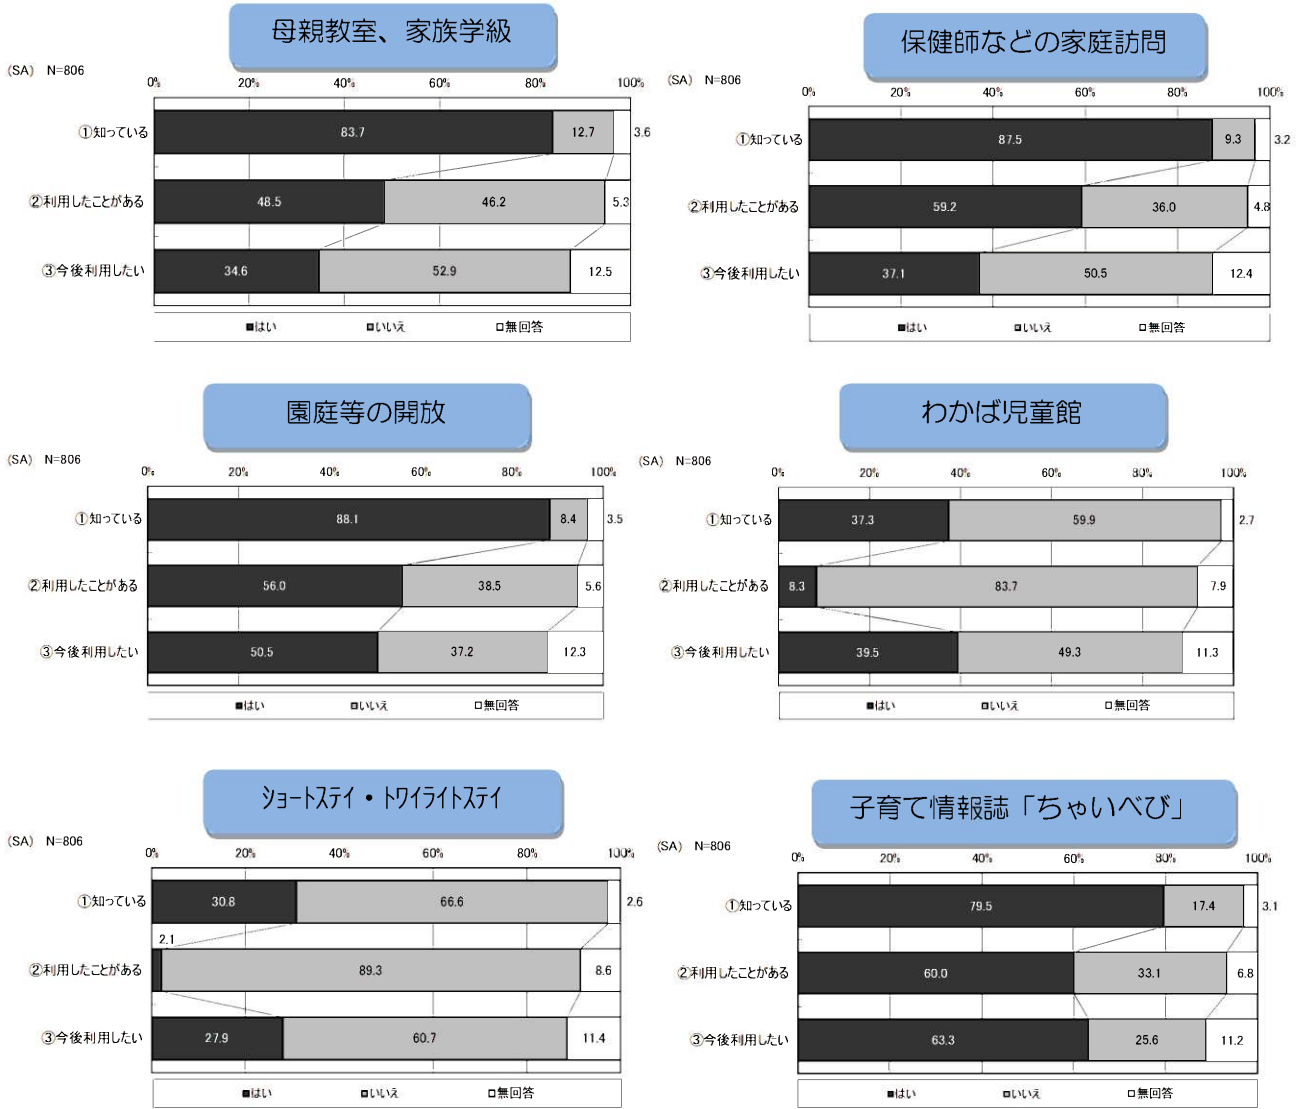 母親教室、家族学級
(SA) N=806
0% 20% 40% 60% 80% 100%
①知っている 83.7 12.7 3.6
②利用したことがある 48.5 46.2 5.3
③今後利用したい 34.6 52.9 12.5
■はい ■いいえ □無回答
保健師などの家庭訪問
(SA) N=806
0% 20% 40% 60% 80% 100%
①知っている 87.5 9.3 3.2
②利用したことがある 59.2 36.0 4.8
③今後利用したい 37.1 50.5 12.4
■はい ■いいえ □無回答
園庭等の開放
(SA) N=806
0% 20% 40% 60% 80% 100%
①知っている 88.1 8.4 3.5
②利用したことがある 56.0 38.5 5.6
③今後利用したい 50.5 37.2 12.3
■はい ■いいえ □無回答
わかば児童館
(SA) N=806
0% 20% 40% 60% 80% 100%
①知っている 37.3 59.9 2.7
②利用したことがある 8.3 83.7 7.9
③今後利用したい 39.5 49.3 11.3
■はい ■いいえ □無回答
ｼｮｰﾄｽﾃｲ・ﾄﾜｲﾗｲﾄｽﾃｲ
(SA) N=806
0% 20% 40% 60% 80% 100%
①知っている 30.8 66.6 2.6
②利用したことがある 2.1 89.3 8.6
③今後利用したい 27.9 60.7 11.4
■はい ■いいえ □無回答
子育て情報誌「ちゃいべび」
(SA) N=806
0% 20% 40% 60% 80% 100%
①知っている 79.5 17.4 3.1
②利用したことがある 60.0 33.1 6.8
③今後利用したい 63.3 25.6 11.2
■はい ■いいえ □無回答